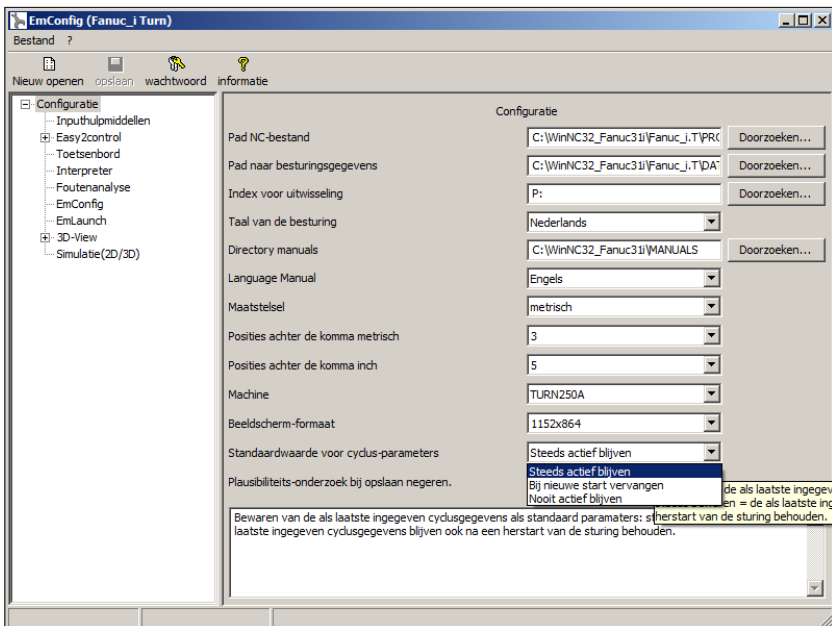 EmConfig (Fanuc_i Turn)
Bestand ?
Nieuw openen opslaan wachtwoord informatie
Configuratie
Inputhulpmiddellen
Easy2control
Toetsenbord
Interpreter
Foutenanalyse
EmConfig
EmLaunch
3D-View
Simulatie(2D/3D)
Configuratie
Pad NC-bestand C:\WinNC32_Fanuc31i\Fanuc_i.T\PR Doorzoeken...
Pad naar besturingsgegevens C:\WinNC32_Fanuc31i\Fanuc_i.T\DA Doorzoeken...
Index voor uitwisseling P: Doorzoeken...
Taal van de besturing Nederlands
Directory manuals C:\WinNC32_Fanuc31i\MANUALS Doorzoeken...
Language Manual Engels
Maatstelsel metrisch
Posities achter de komma metrisch 3
Posities achter de komma inch 5
Machine TURN250A
Beeldscherm-formaat 1152x864
Standaardwaarde voor cyclus-parameters Steeds actief blijven
Steeds actief blijven
Plausibiliteits-onderzoek bij opslaan negeren. Bij nieuwe start vervangen
Nooit actief blijven
de als laatste ingegev
en = de als laatste ing
herstart van de sturing behouden.
Bewaren van de als laatste ingegeven cyclusgegevens als standaard paramaters: st
laatste ingegeven cyclusgegevens blijven ook na een herstart van de sturing behouden.